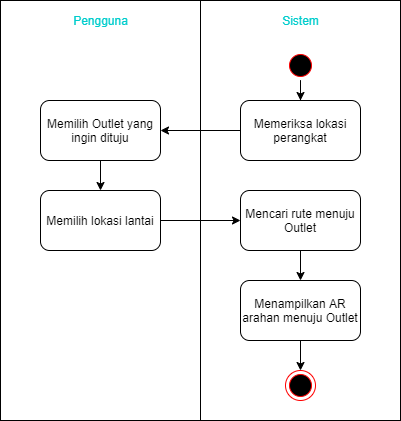 Pengguna
Sistem
Memeriksa lokasi
perangkat
Memilih Outlet yang
ingin dituju
Memilih lokasi lantai
Mencari rute menuju
Outlet
Menampilkan AR
arahan menuju Outlet